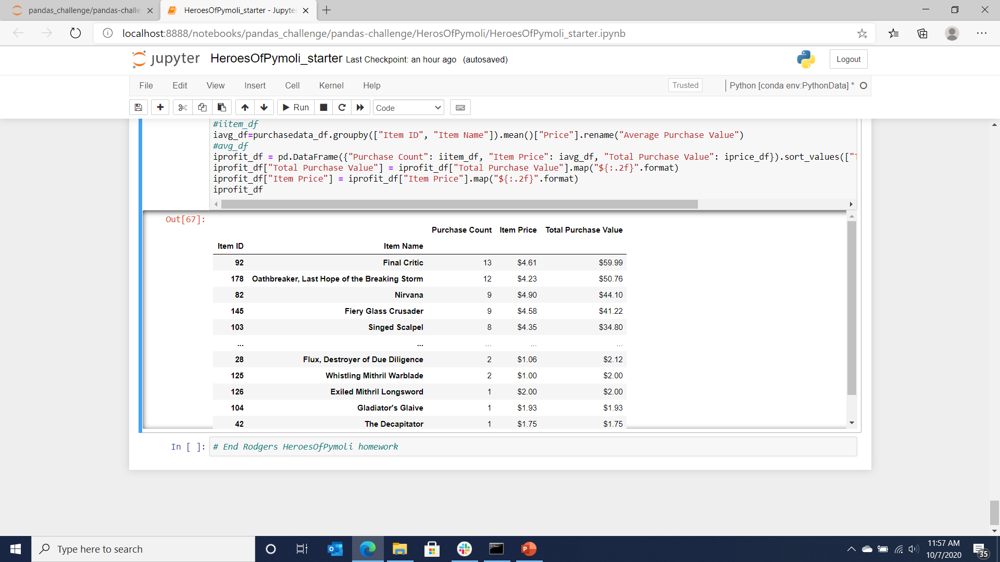 pandas_challenge/pandas-challe
HeroesOfPymoli_starter - Jupyte
localhost:8888/notebooks/pandas_challenge/pandas-challenge/HerosOfPymoli/HeroesOfPymoli_starter.ipynb
jupyter HeroesOfPymoli_starter Last Checkpoint: an hour ago (autosaved)
Logout
File Edit View Insert Cell Kernel Help
Trusted
Python [conda env:PythonData] *
Run
Code
#iitem_df
iavg_df=purchasedata_df.groupby(["Item ID", "Item Name"]).mean()["Price"].rename("Average Purchase Value")
#avg_df
iprofit_df = pd.DataFrame({"Purchase Count": iitem_df, "Item Price": iavg_df, "Total Purchase Value": iprice_df}).sort_values(["T
iprofit_df["Total Purchase Value"] = iprofit_df["Total Purchase Value"].map("${:.2f}".format)
iprofit_df["Item Price"] = iprofit_df["Item Price"].map("${:.2f}".format)
iprofit_df
Out[67]:
Purchase Count Item Price Total Purchase Value
Item ID Item Name
92 Final Critic 13 $4.61 $59.99
178 Oathbreaker, Last Hope of the Breaking Storm 12 $4.23 $50.76
82 Nirvana 9 $4.90 $44.10
145 Fiery Glass Crusader 9 $4.58 $41.22
103 Singed Scalpel 8 $4.35 $34.80
... ... ... ... ...
28 Flux, Destroyer of Due Diligence 2 $1.06 $2.12
125 Whistling Mithril Warblade 2 $1.00 $2.00
126 Exiled Mithril Longsword 1 $2.00 $2.00
104 Gladiator's Glaive 1 $1.93 $1.93
42 The Decapitator 1 $1.75 $1.75
In [ ]: # End Rodgers HeroesOfPymoli homework
Type here to search
11:57 AM
10/7/2020
35